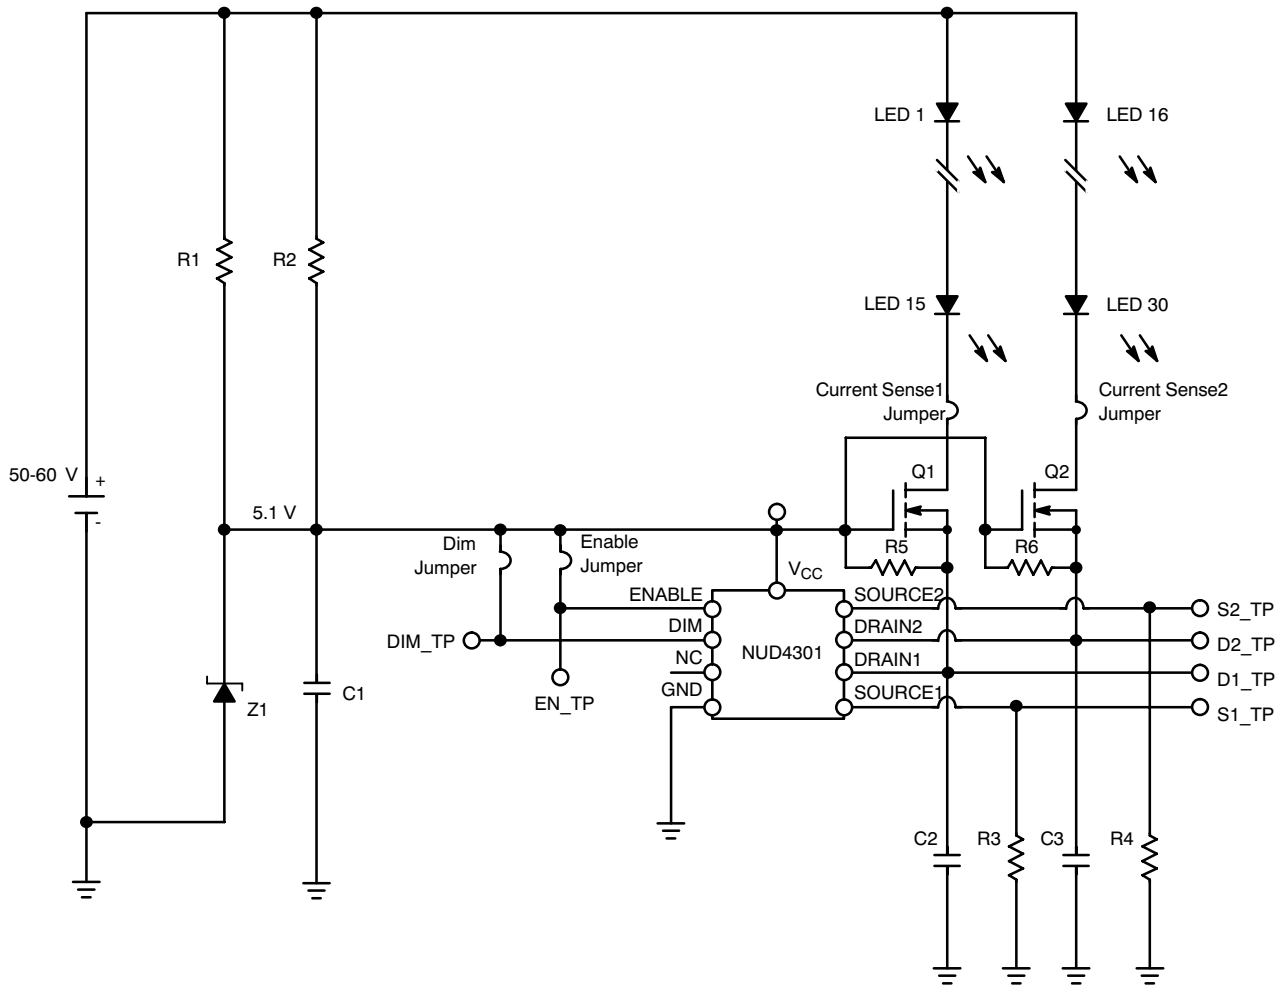 LED 1
LED 16
R1
R2
LED 15
LED 30
Current Sense1
Jumper
Current Sense2
Jumper
50-60 V
+
-
Q1
Q2
5.1 V
Dim
Jumper
Enable
Jumper
R5
R6
VCC
ENABLE
SOURCE2
S2_TP
DIM
DRAIN2
DIM_TP
D2_TP
NUD4301
NC
DRAIN1
D1_TP
GND
SOURCE1
S1_TP
EN_TP
Z1
C1
C2
R3
C3
R4